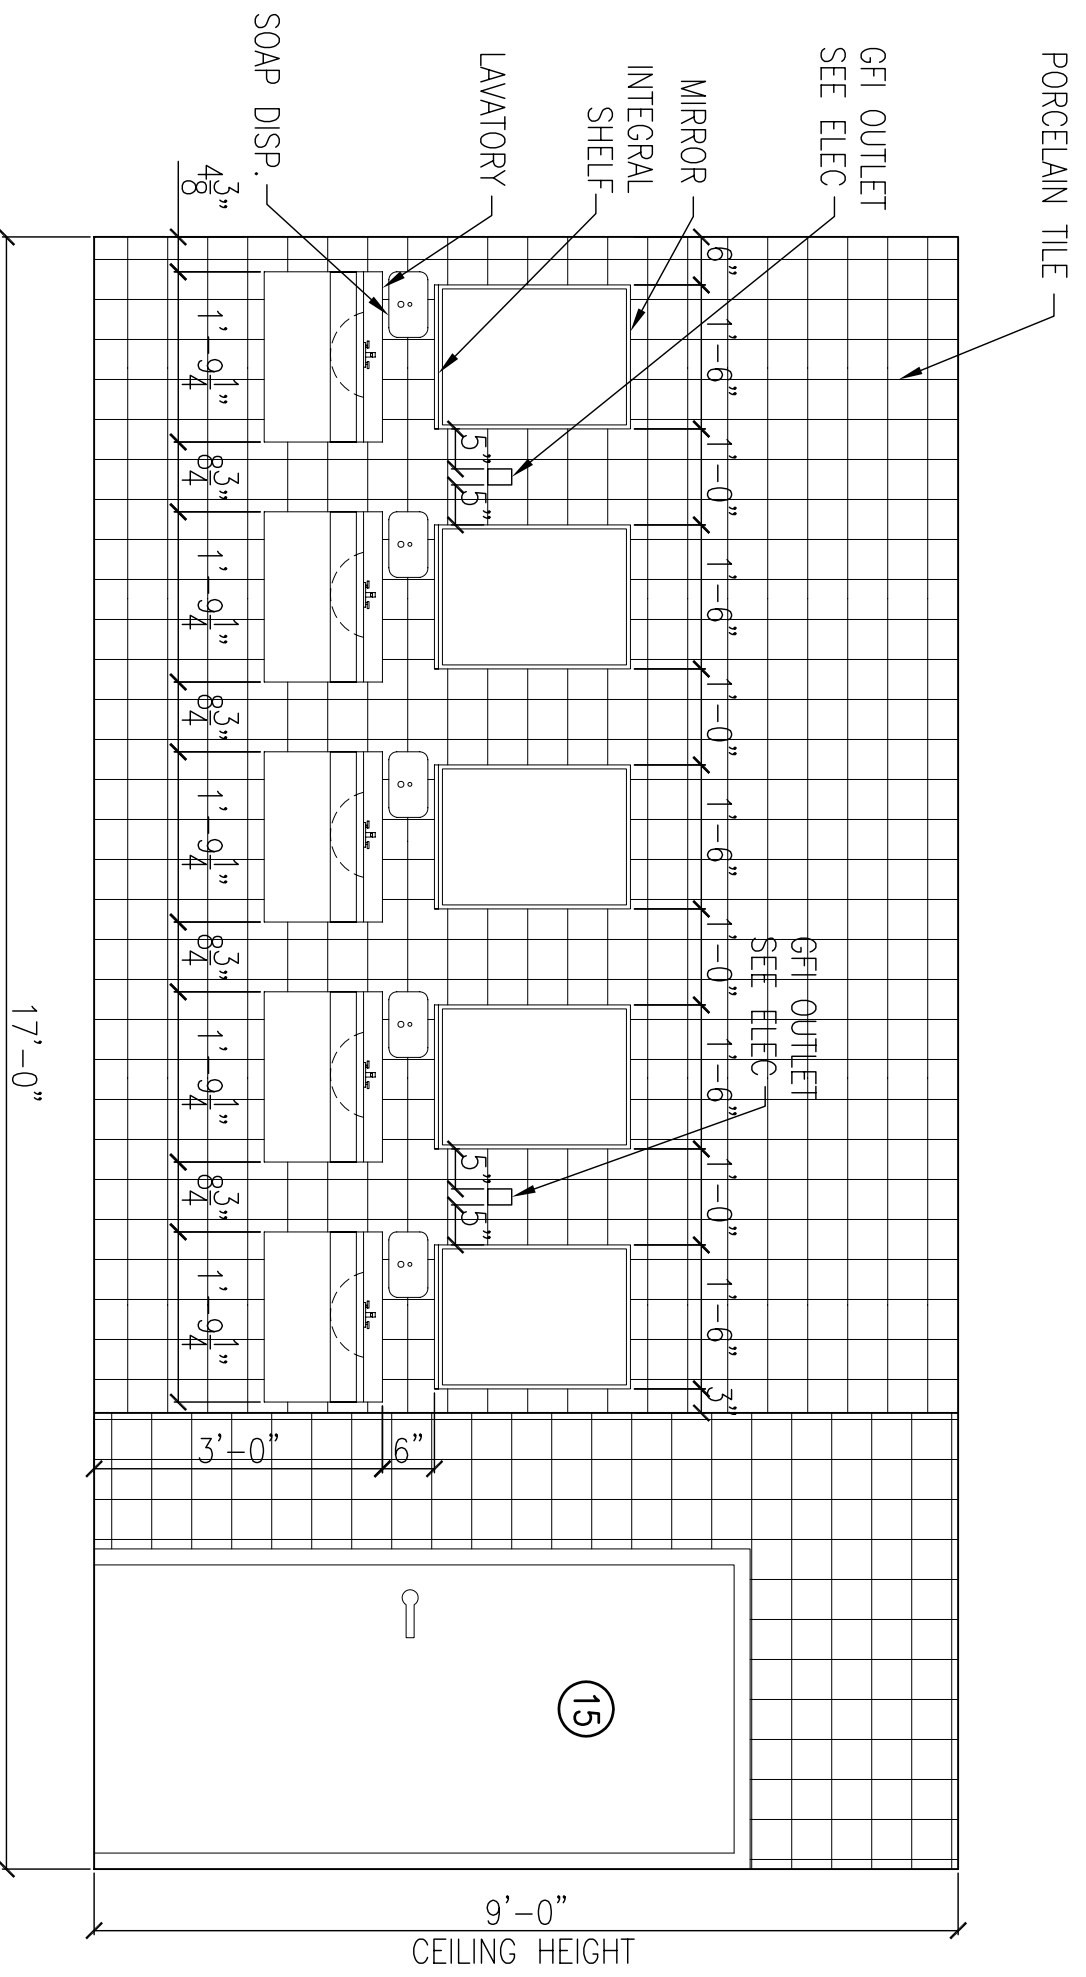 PORCELAIN TILE
GFI OUTLET
SEE ELEC
MIRROR
INTEGRAL
SHELF
LAVATORY
SOAP DISP.
6"
1'-6"
1'-0"
1'-6"
1'-0"
1'-6"
1'-0"
1'-6"
1'-0"
1'-6"
3"
GFI OUTLET
SEE ELEC
5"
5"
5"
5"
4 3/8"
1'-9 1/4"
8 3/4"
1'-9 1/4"
8 3/4"
1'-9 1/4"
8 3/4"
1'-9 1/4"
8 3/4"
1'-9 1/4"
3'-0"
6"
15
17'-0"
9'-0"
CEILING HEIGHT